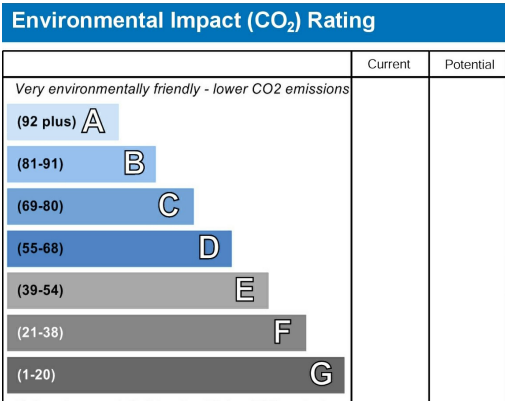 Environmental Impact (CO₂) Rating
Current Potential
Very environmentally friendly - lower CO2 emissions
(92 plus) A
(81-91) B
(69-80) C
(55-68) D
(39-54) E
(21-38) F
(1-20) G